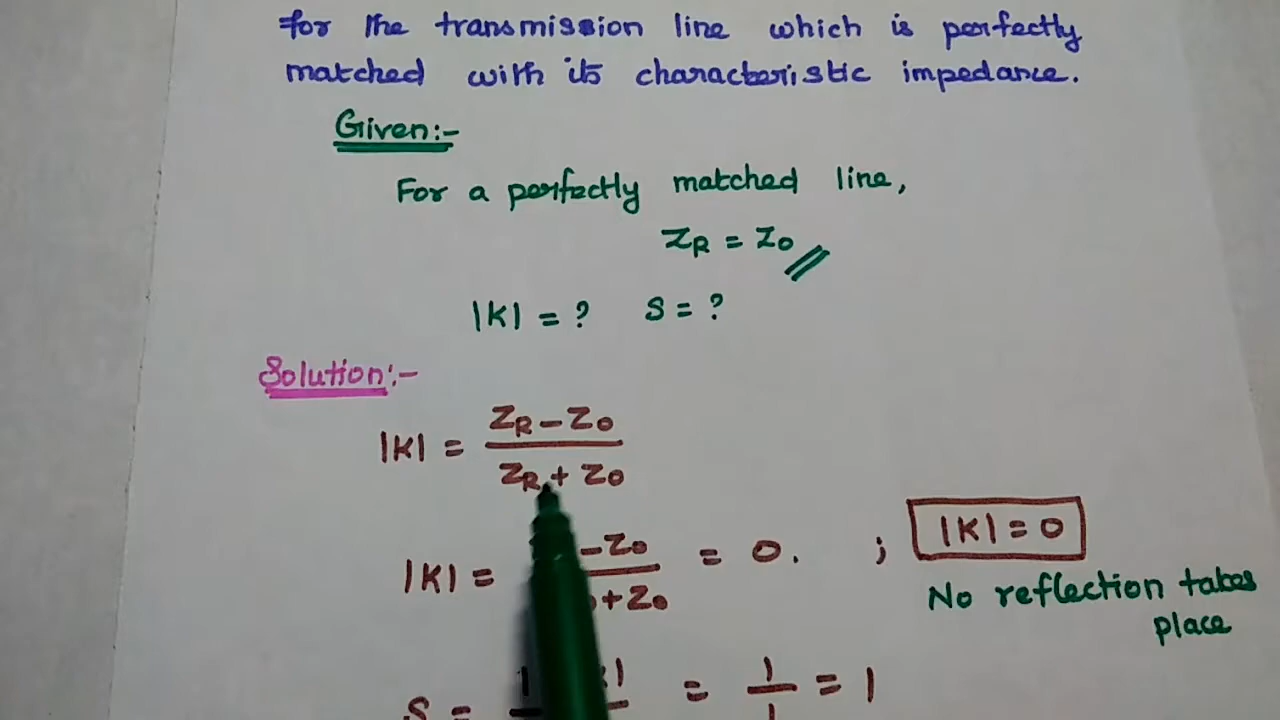 for the transmission line which is perfectly
matched with its characteristic impedance.
Given:-
For a perfectly matched line,
ZR = Z0
|K| = ? S = ?
Solution:-
|K| = ZR - Z0 / ZR + Z0
|K| = - Z0 / + Z0 = 0. ; |K| = 0
No reflection takes
place
S = = 1/1 = 1